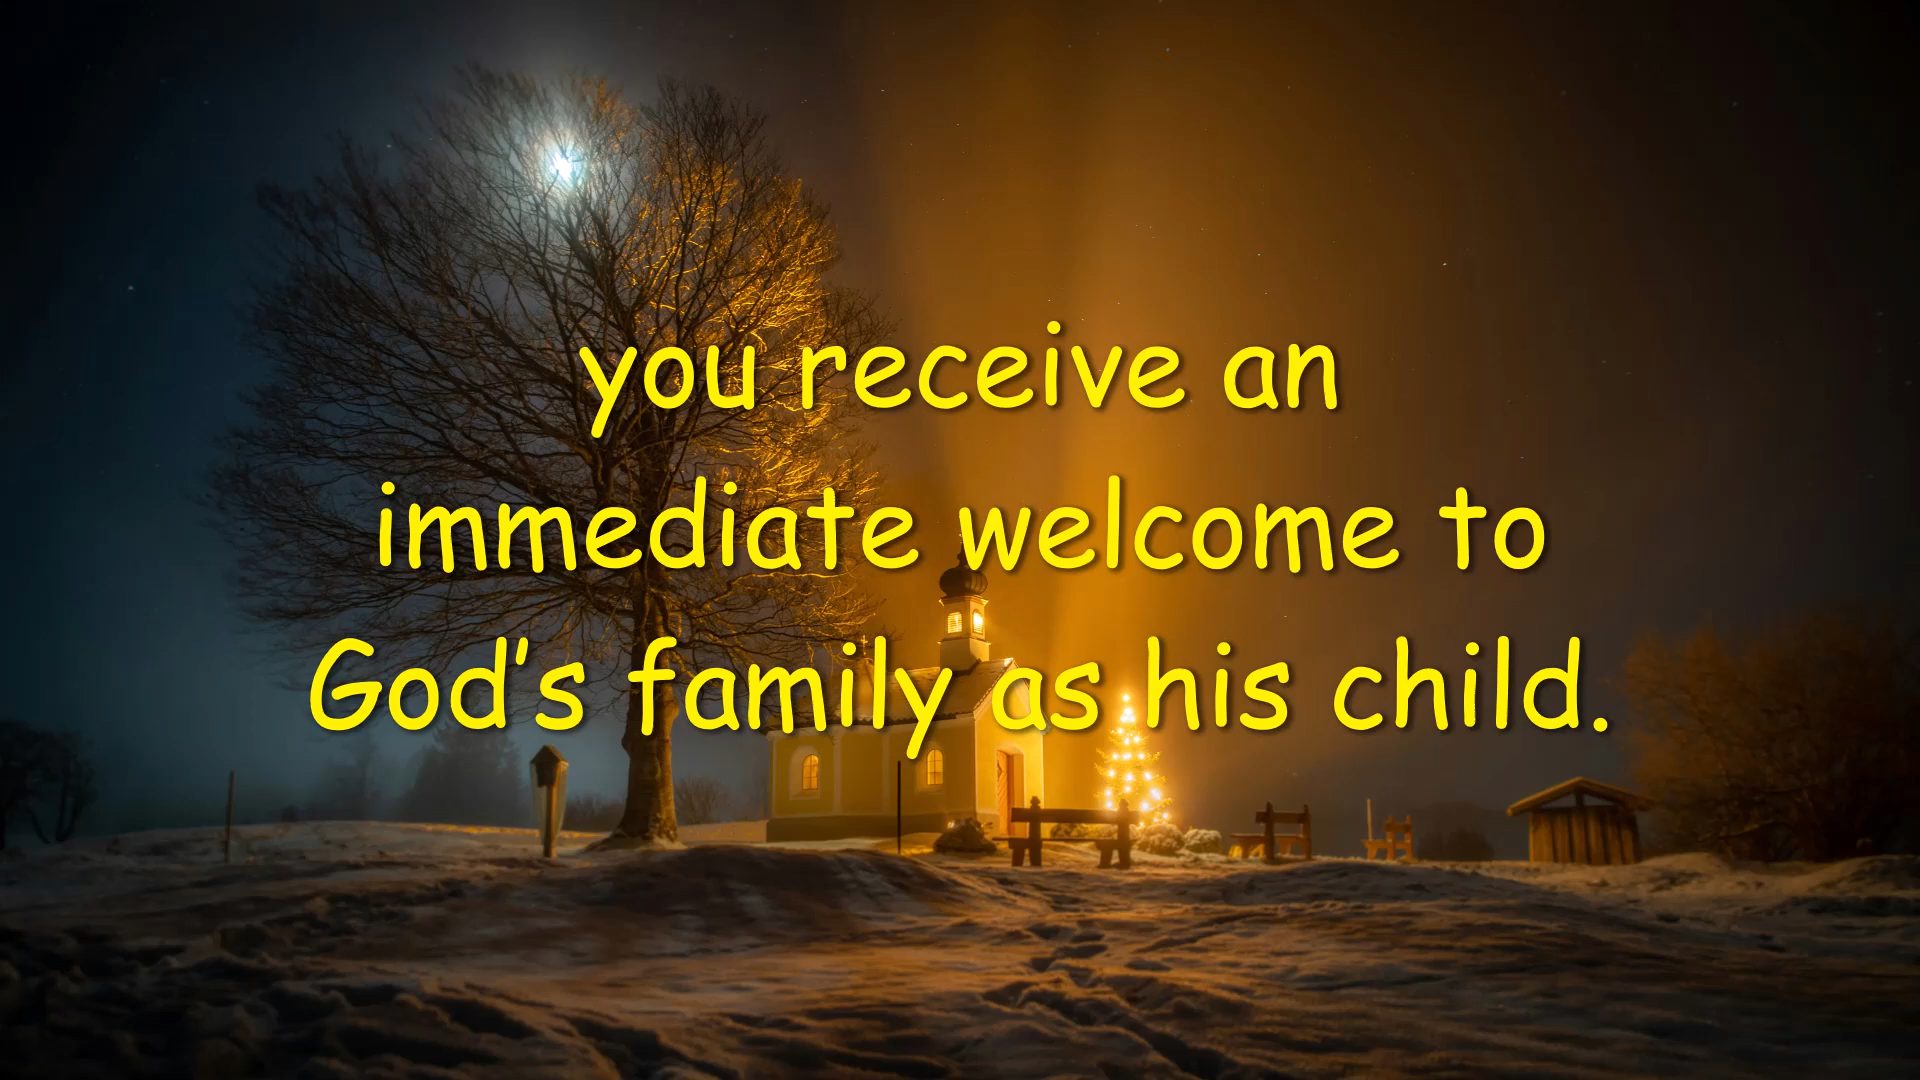 you receive an
immediate welcome to
God’s family as his child.